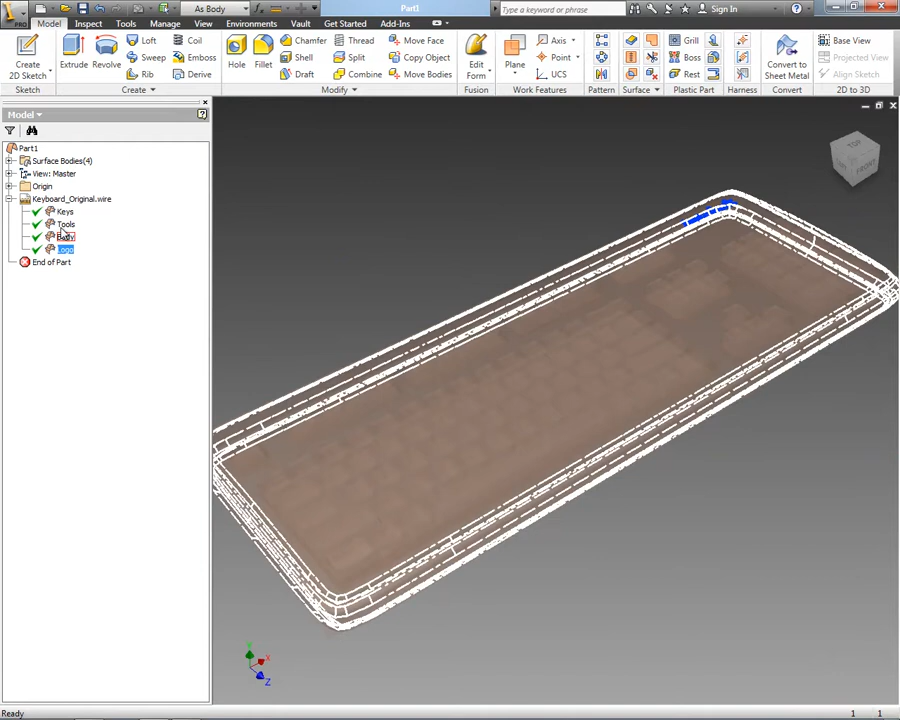 PRO
As Body
Part1
Type a keyword or phrase
Sign In
Model Inspect Tools Manage View Environments Vault Get Started Add-Ins
Create 2D Sketch
Extrude Revolve Loft Sweep Rib Coil Emboss Derive
Hole Fillet Chamfer Shell Draft Thread Split Combine Move Face Copy Object Move Bodies
Edit Form
Plane Axis Point UCS
Grill Boss Rest
Convert to Sheet Metal
Base View Projected View Align Sketch
Sketch Create Modify Fusion Work Features Pattern Surface Plastic Part Harness Convert 2D to 3D
Model
Part1
Surface Bodies(4)
View: Master
Origin
Keyboard_Original.wire
Keys
Tools
Body
Logo
End of Part
TOP
FRONT
Y
X
Z
Ready
1 1